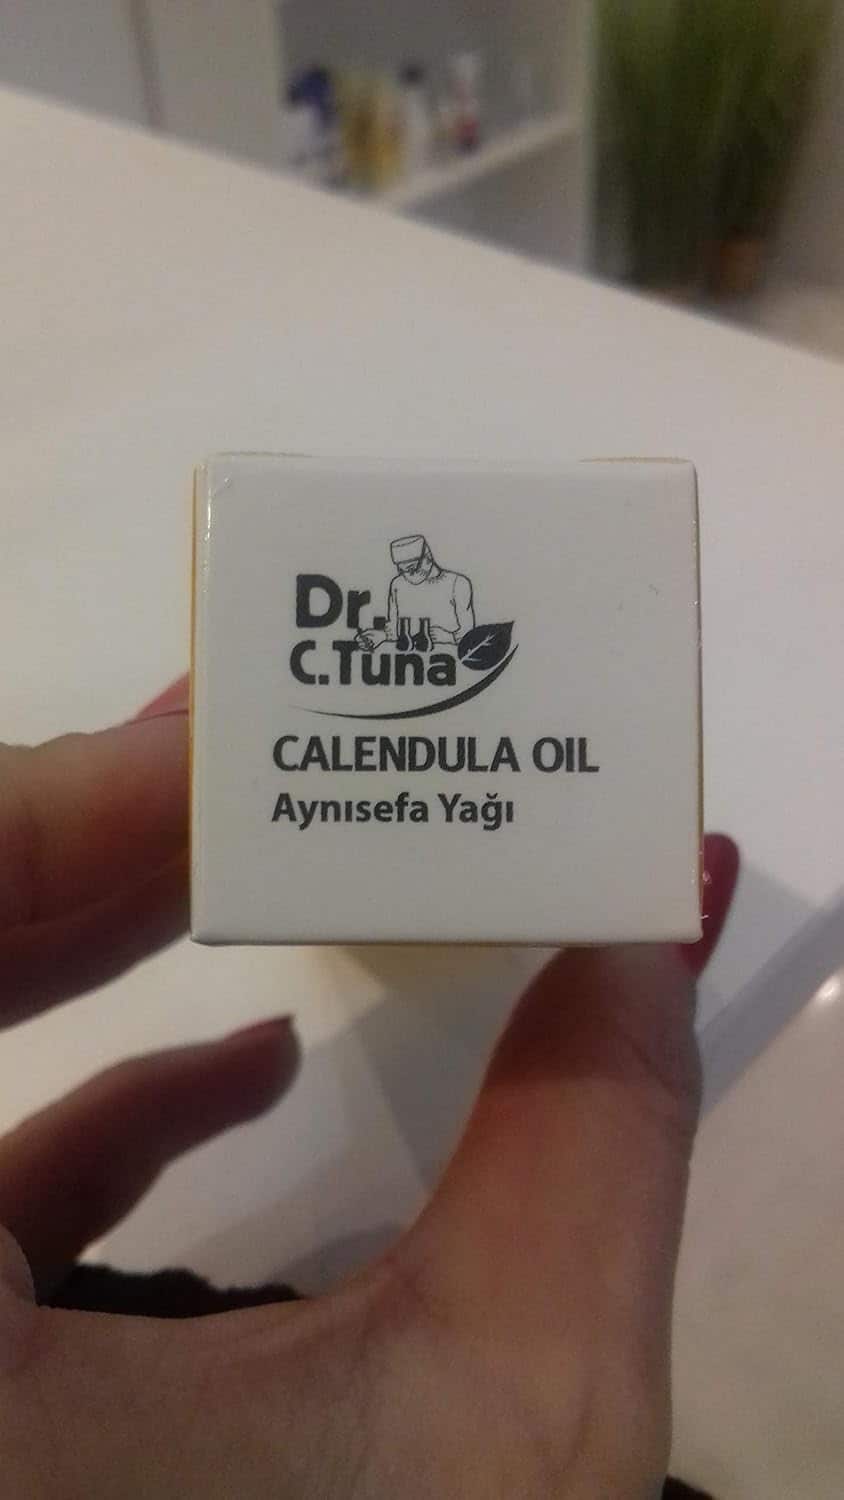 Dr.
C.Tuna
CALENDULA OIL
Aynısefa Yağı